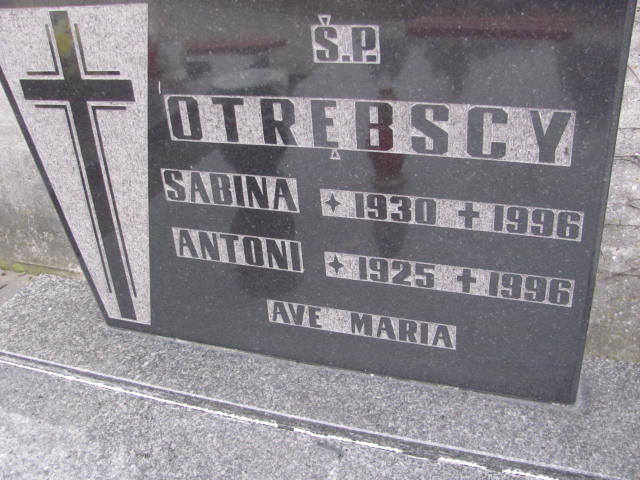 Ś.P.
OTRĘBSCY
SABINA ✦ 1930 ✝ 1996
ANTONI ✦ 1925 ✝ 1996
AVE MARIA